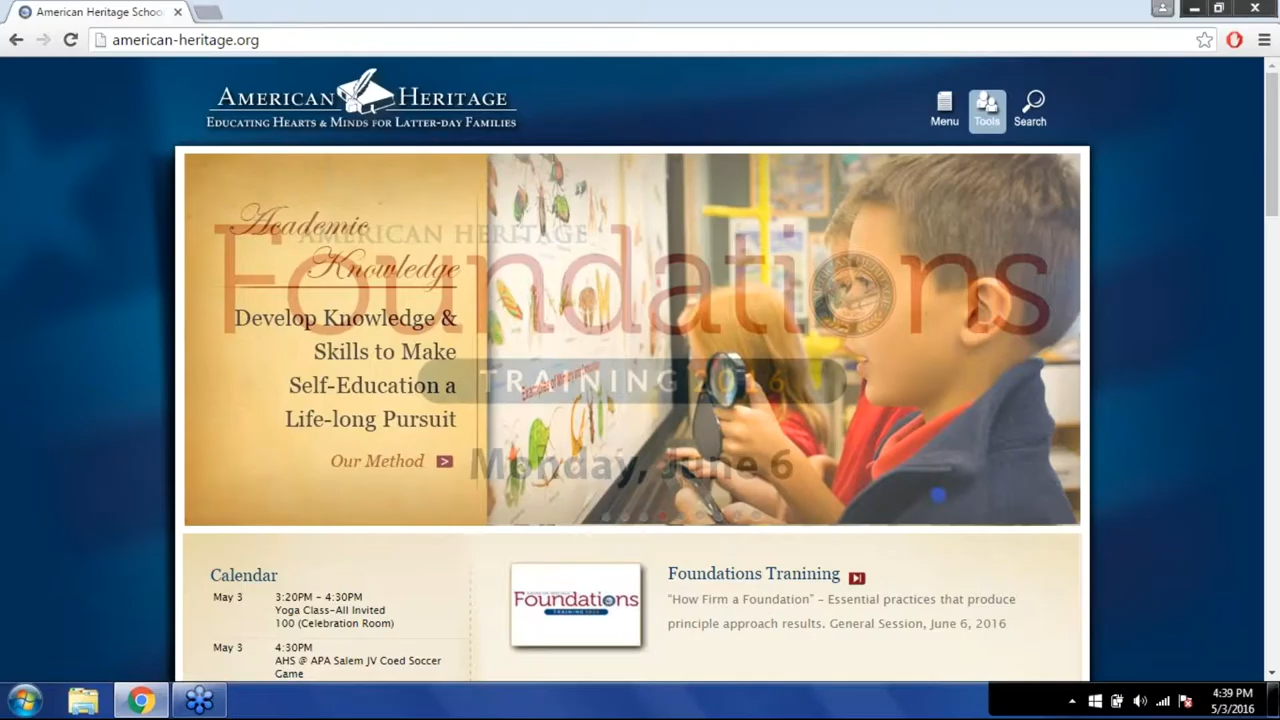 American Heritage Schoo
american-heritage.org
AMERICAN HERITAGE
EDUCATING HEARTS & MINDS FOR LATTER-DAY FAMILIES
Menu
Tools
Search
Academic
Knowledge
Develop Knowledge &
Skills to Make
Self-Education a
Life-long Pursuit
Our Method
AMERICAN HERITAGE
Foundations
TRAINING 2016
Monday, June 6
Calendar
May 3 3:20PM - 4:30PM
Yoga Class-All Invited
100 (Celebration Room)
May 3 4:30PM
AHS @ APA Salem JV Coed Soccer
Game
Foundations
TRAINING 2016
Foundations Tranining
"How Firm a Foundation" – Essential practices that produce
principle approach results. General Session, June 6, 2016
4:39 PM
5/3/2016